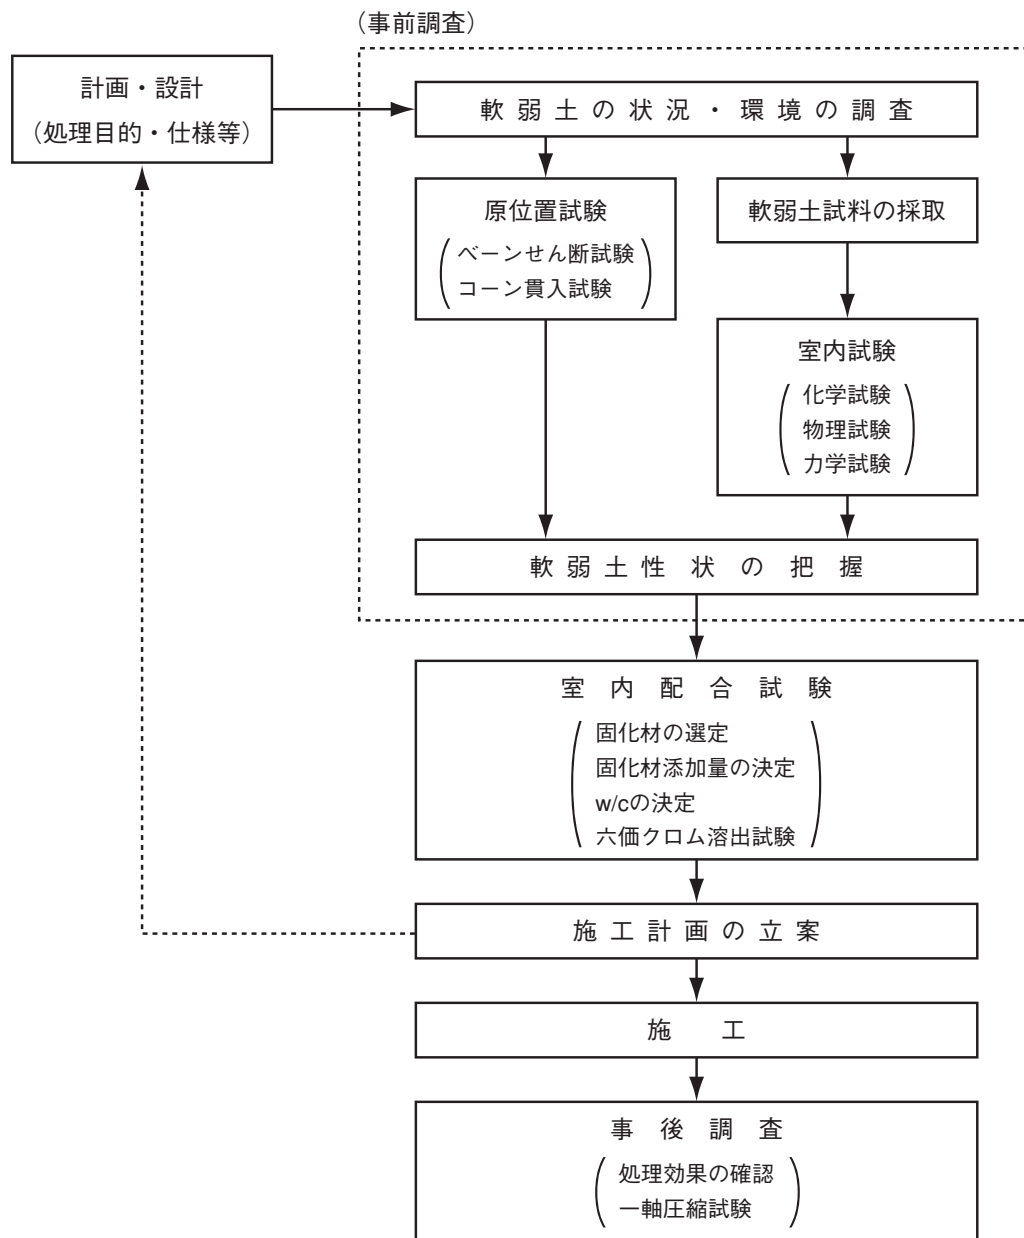 （事前調査）
計画・設計
（処理目的・仕様等）
軟弱土の状況・環境の調査
原位置試験
ベーンせん断試験
コーン貫入試験
軟弱土試料の採取
室内試験
化学試験
物理試験
力学試験
軟弱土性状の把握
室内配合試験
固化材の選定
固化材添加量の決定
w/cの決定
六価クロム溶出試験
施工計画の立案
施工
事後調査
処理効果の確認
一軸圧縮試験